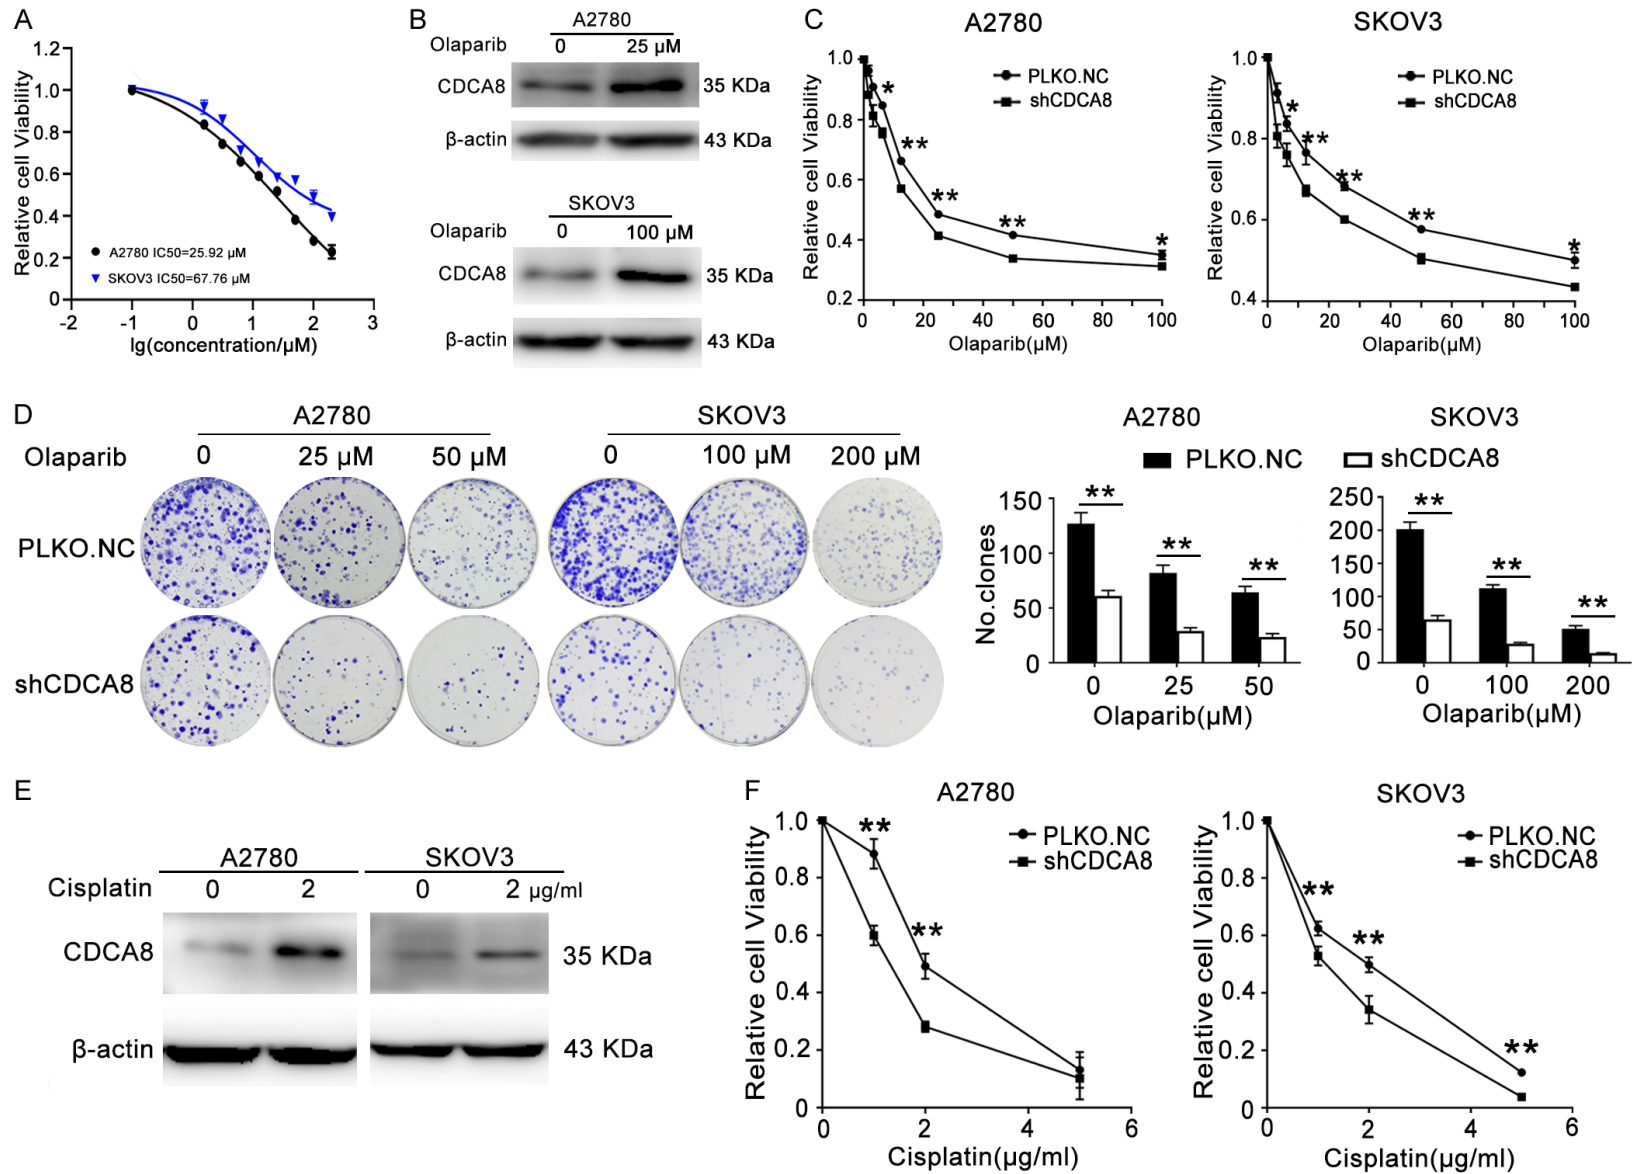 A
1.2
1.0
0.8
0.6
0.4
0.2
0
-2 -1 0 1 2 3
Relative cell Viability
lg(concentration/µM)
A2780 IC50=25.92 µM
SKOV3 IC50=67.76 µM
B
A2780
Olaparib 0 25 µM
CDCA8 35 KDa
β-actin 43 KDa
SKOV3
Olaparib 0 100 µM
CDCA8 35 KDa
β-actin 43 KDa
C
A2780
PLKO.NC
shCDCA8
1.0
0.8
0.6
0.4
0.2
* ** ** ** *
0 20 40 60 80 100
Relative cell Viability
Olaparib(µM)
SKOV3
PLKO.NC
shCDCA8
1.0
0.8
0.6
0.4
* ** ** ** *
0 20 40 60 80 100
Relative cell Viability
Olaparib(µM)
D
A2780 SKOV3
Olaparib 0 25 µM 50 µM 0 100 µM 200 µM
PLKO.NC
shCDCA8
A2780 SKOV3
PLKO.NC shCDCA8
150
100
50
0
No.clones
** ** **
0 25 50
Olaparib(µM)
250
200
150
100
50
0
** ** **
0 100 200
Olaparib(µM)
E
A2780 SKOV3
Cisplatin 0 2 0 2 µg/ml
CDCA8 35 KDa
β-actin 43 KDa
F
A2780
PLKO.NC
shCDCA8
1.0
0.8
0.6
0.4
0.2
0
** **
0 2 4 6
Relative cell Viability
Cisplatin(µg/ml)
SKOV3
PLKO.NC
shCDCA8
1.0
0.8
0.6
0.4
0.2
0
** ** **
0 2 4 6
Relative cell Viability
Cisplatin(µg/ml)